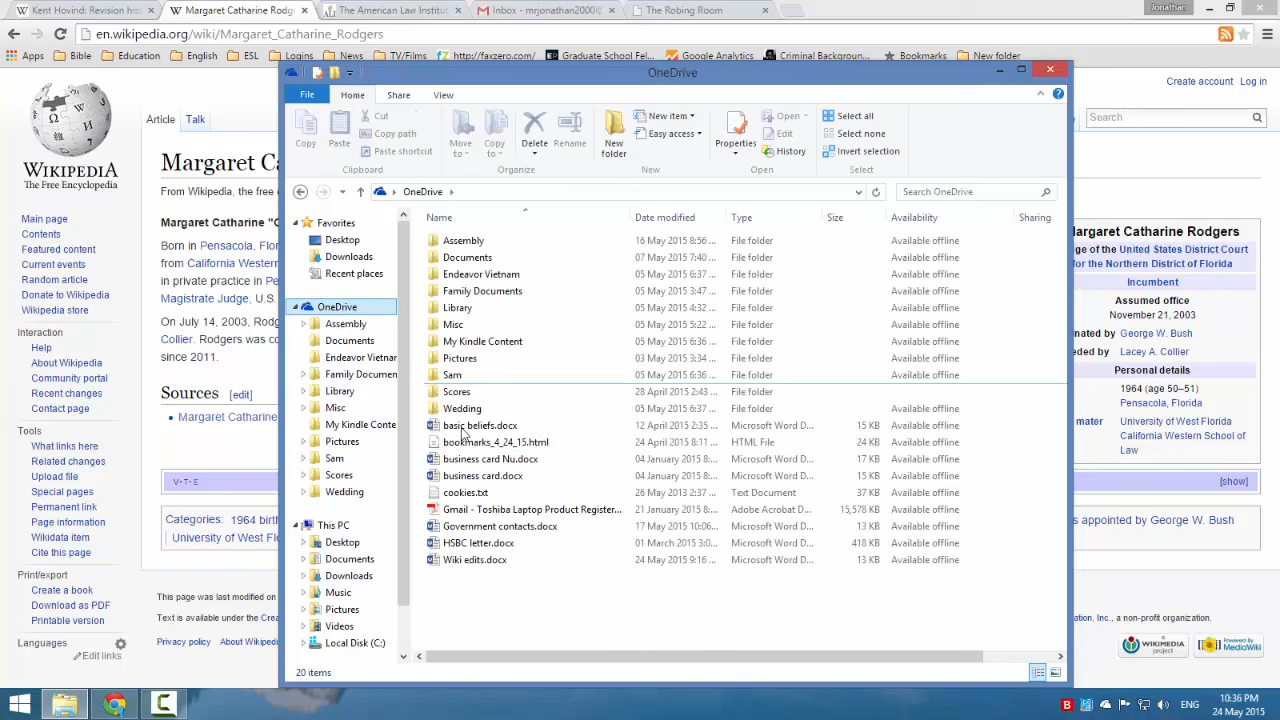 Kent Hovind: Revision his
Margaret Catharine Rodg
The American Law Institut
Inbox - mrjonathan2000@
The Robing Room
Jonathan
en.wikipedia.org/wiki/Margaret_Catharine_Rodgers
Apps Bible Education English ESL Logins News TV/Films http://faxzero.com/ Graduate School Fel... Google Analytics Criminal Backgroun... Bookmarks New folder
OneDrive
File Home Share View
Cut
Copy path
Paste shortcut
Copy Paste
Clipboard
Move to Copy to Delete Rename
Organize
New folder
New item
Easy access
New
Properties
Open
Edit
History
Open
Select all
Select none
Invert selection
Select
OneDrive
Search OneDrive
Name Date modified Type Size Availability Sharing
Assembly 16 May 2015 8:56 ... File folder Available offline
Documents 07 May 2015 7:40 ... File folder Available offline
Endeavor Vietnam 05 May 2015 6:37 ... File folder Available offline
Family Documents 05 May 2015 3:47 ... File folder Available offline
Library 05 May 2015 4:32 ... File folder Available offline
Misc 05 May 2015 5:22 ... File folder Available offline
My Kindle Content 05 May 2015 6:36 ... File folder Available offline
Pictures 03 May 2015 3:34 ... File folder Available offline
Sam 05 May 2015 6:36 ... File folder Available offline
Scores 28 April 2015 5:43 ... File folder Available offline
Wedding 05 May 2015 6:37 ... File folder Available offline
basic beliefs.docx 12 April 2015 2:35 ... Microsoft Word D... 15 KB Available offline
bookmarks_4_24_15.html 24 April 2015 8:11 ... HTML File 44 KB Available offline
business card Nu.docx 04 January 2015 8:... Microsoft Word D... 17 KB Available offline
business card.docx 04 January 2015 8:... Microsoft Word D... 15 KB Available offline
cookies.txt 26 May 2013 2:37 ... Text Document 37 KB Available offline
Gmail - Toshiba Laptop Product Register... 21 January 2015 8:... Adobe Acrobat D... 15,578 KB Available offline
Government contacts.docx 17 May 2015 10:06... Microsoft Word D... 13 KB Available offline
HSBC letter.docx 01 March 2015 3:0... Microsoft Word D... 418 KB Available offline
Wiki edits.docx 24 May 2015 9:16 ... Microsoft Word D... 13 KB Available offline
Favorites
Desktop
Downloads
Recent places
OneDrive
Assembly
Documents
Endeavor Vietnam
Family Documen
Library
Misc
My Kindle Conte
Pictures
Sam
Scores
Wedding
This PC
Desktop
Documents
Downloads
Music
Pictures
Videos
Local Disk (C:)
20 items
WIKIPEDIA
The Free Encyclopedia
Main page
Contents
Featured content
Current events
Random article
Donate to Wikipedia
Wikipedia store
Interaction
Help
About Wikipedia
Community portal
Recent changes
Contact page
Tools
What links here
Related changes
Upload file
Special pages
Permanent link
Page information
Wikidata item
Cite this page
Print/export
Create a book
Download as PDF
Printable version
Languages
Edit links
Article Talk
Create account Log in
Search
Margaret Ca
From Wikipedia, the free e
Margaret Catharine "C
Born in Pensacola, Flor
from California Western
in private practice in Pe
Magistrate Judge, U.S.
On July 14, 2003, Rodg
Collier. Rodgers was co
since 2011.
Sources [edit]
Margaret Catharine
V·T·E
[show]
Categories: 1964 birth
University of West F
s appointed by George W. Bush
This page was last modified on
Text is available under the Crea
Inc., a non-profit organization.
Privacy policy About Wikiped
largaret Catharine Rodgers
ge of the United States District Court
for the Northern District of Florida
Incumbent
Assumed office
November 21, 2003
nated by George W. Bush
eded by Lacey A. Collier
Personal details
1964 (age 50–51)
Pensacola, Florida,
mater University of West Florida
California Western School of
Law
WIKIMEDIA project
Powered By MediaWiki
ENG
10:36 PM
24 May 2015